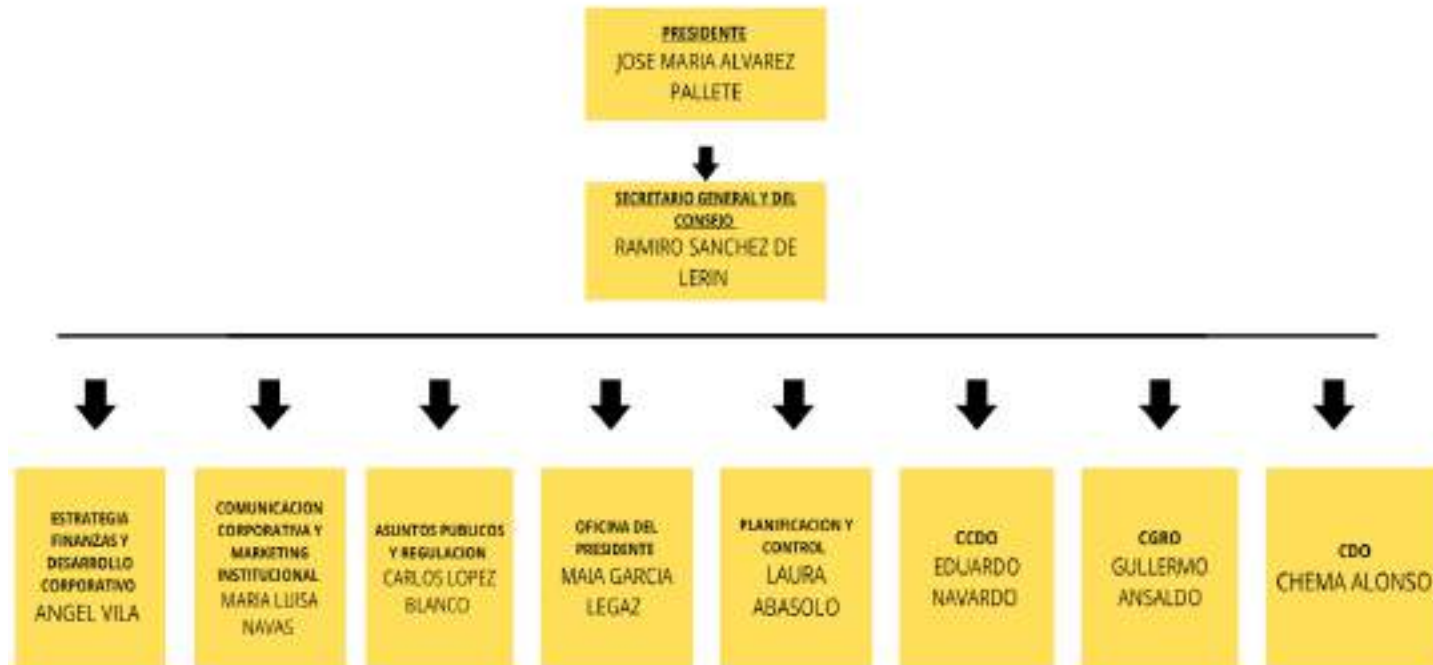 PRESIDENTE
JOSE MARIA ALVAREZ
PALLETE
SECRETARIO GENERAL Y DEL
CONSEJO
RAMIRO SANCHEZ DE
LERIN
ESTRATEGIA
FINANZAS Y
DESARROLLO
CORPORATIVO
ANGEL VILA
COMUNICACION
CORPORATIVA Y
MARKETING
INSTITUCIONAL
MARIA LUISA
NAVAS
ASUNTOS PUBLICOS
Y REGULACION
CARLOS LOPEZ
BLANCO
OFICINA DEL
PRESIDENTE
MAIA GARCIA
LEGAZ
PLANIFICACION Y
CONTROL
LAURA
ABASOLO
CCDO
EDUARDO
NAVARDO
CGRO
GULLERMO
ANSALDO
CDO
CHEMA ALONSO